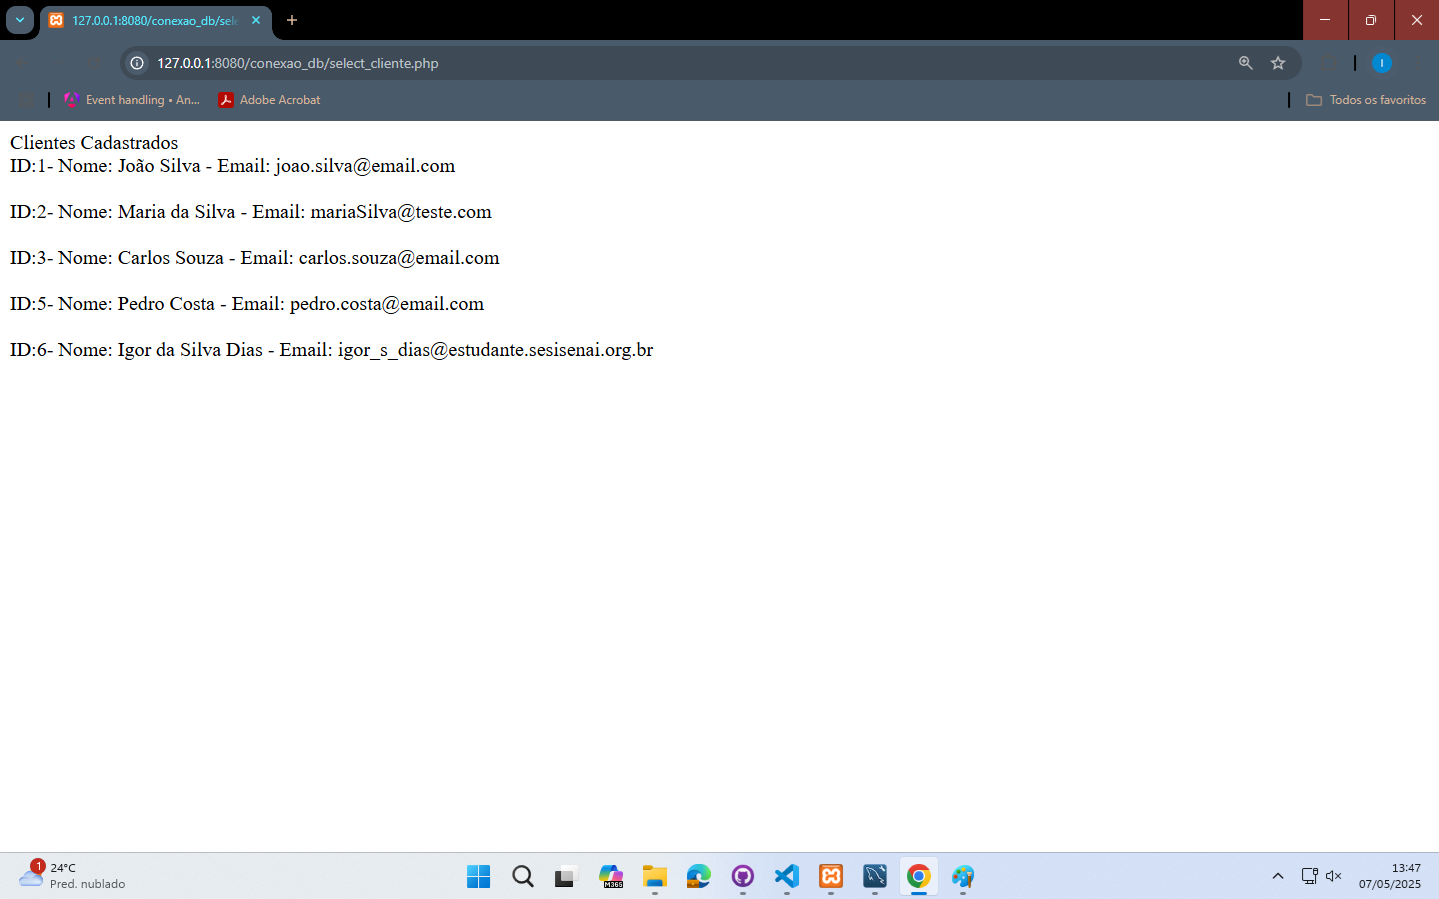 127.0.0.1:8080/conexao_db/sele
127.0.0.1:8080/conexao_db/select_cliente.php
I
Event handling • An...
Adobe Acrobat
Todos os favoritos
Clientes Cadastrados
ID:1- Nome: João Silva - Email: joao.silva@email.com
ID:2- Nome: Maria da Silva - Email: mariaSilva@teste.com
ID:3- Nome: Carlos Souza - Email: carlos.souza@email.com
ID:5- Nome: Pedro Costa - Email: pedro.costa@email.com
ID:6- Nome: Igor da Silva Dias - Email: igor_s_dias@estudante.sesisenai.org.br
1
24°C
Pred. nublado
M365
13:47
07/05/2025